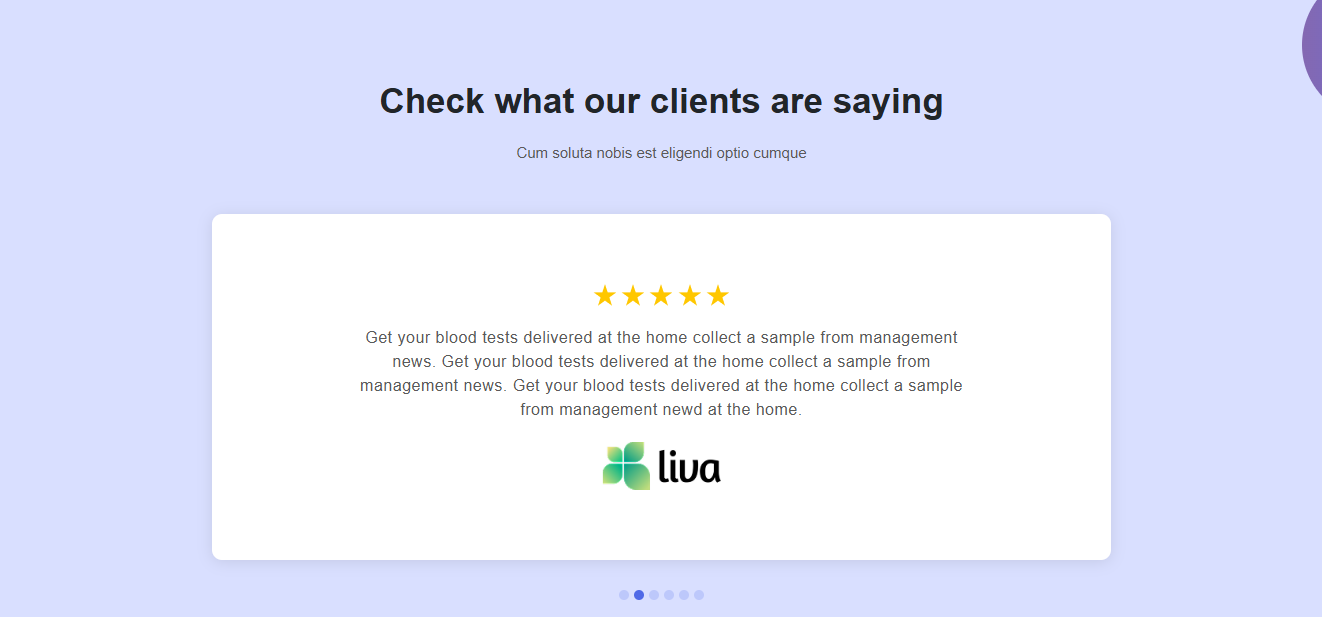 Check what our clients are saying
Cum soluta nobis est eligendi optio cumque
Get your blood tests delivered at the home collect a sample from management
news. Get your blood tests delivered at the home collect a sample from
management news. Get your blood tests delivered at the home collect a sample
from management newd at the home.
liva